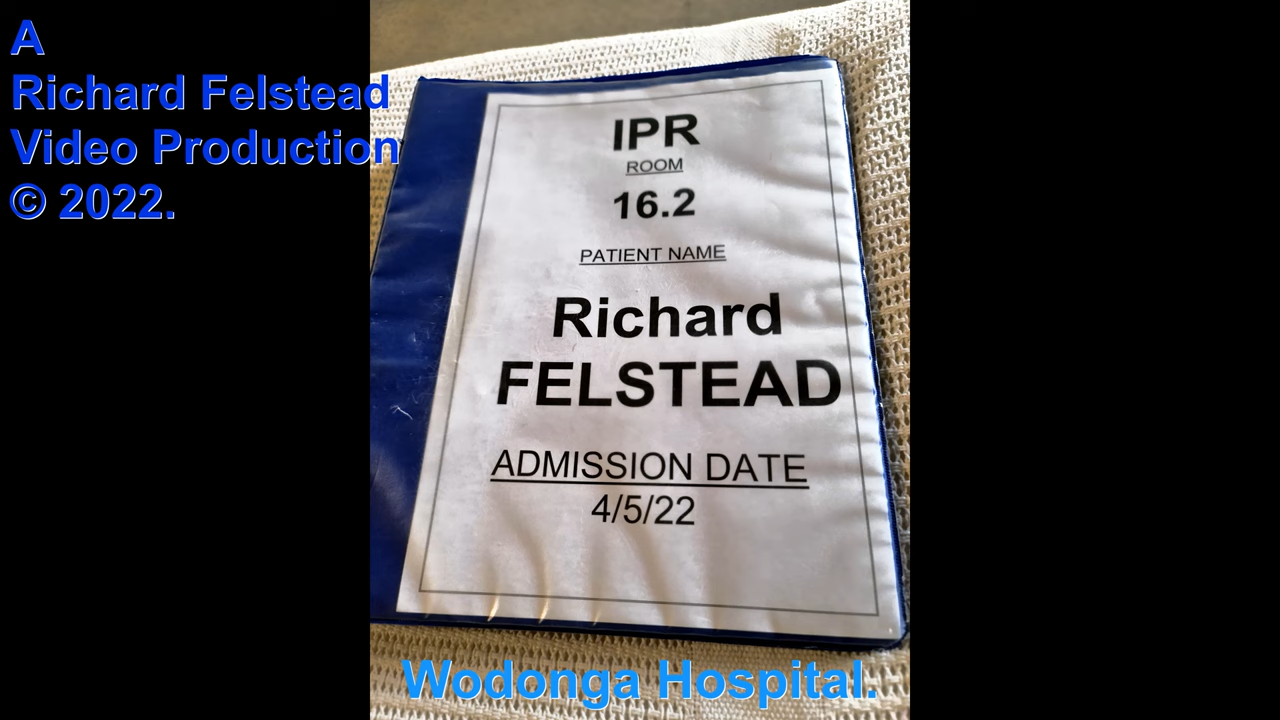 A
Richard Felstead
Video Production
© 2022.
IPR
ROOM
16.2
PATIENT NAME
Richard
FELSTEAD
ADMISSION DATE
4/5/22
Wodonga Hospital.